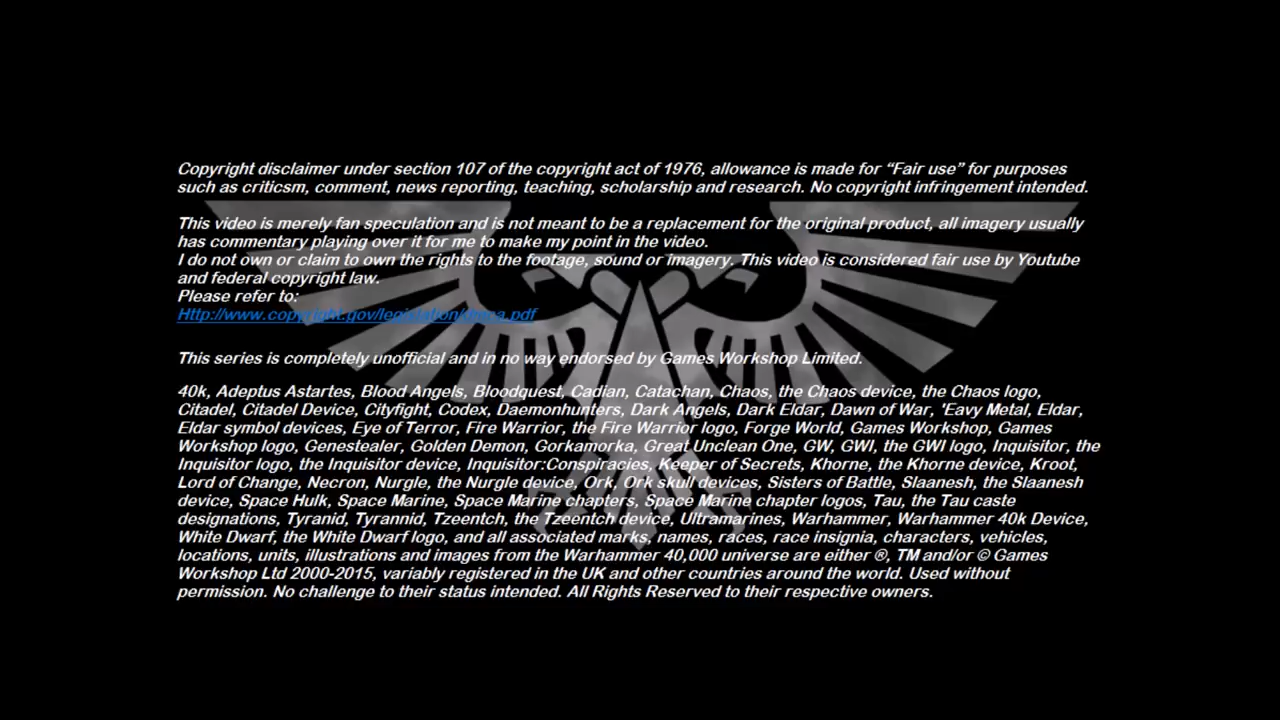 Copyright disclaimer under section 107 of the copyright act of 1976, allowance is made for “Fair use” for purposes
such as criticsm, comment, news reporting, teaching, scholarship and research. No copyright infringement intended.
This video is merely fan speculation and is not meant to be a replacement for the original product, all imagery usually
has commentary playing over it for me to make my point in the video.
I do not own or claim to own the rights to the footage, sound or imagery. This video is considered fair use by Youtube
and federal copyright law.
Please refer to:
Http://www.copyright.gov/legislation/dmca.pdf
This series is completely unofficial and in no way endorsed by Games Workshop Limited.
40k, Adeptus Astartes, Blood Angels, Bloodquest, Cadian, Catachan, Chaos, the Chaos device, the Chaos logo,
Citadel, Citadel Device, Cityfight, Codex, Daemonhunters, Dark Angels, Dark Eldar, Dawn of War, 'Eavy Metal, Eldar,
Eldar symbol devices, Eye of Terror, Fire Warrior, the Fire Warrior logo, Forge World, Games Workshop, Games
Workshop logo, Genestealer, Golden Demon, Gorkamorka, Great Unclean One, GW, GWI, the GWI logo, Inquisitor, the
Inquisitor logo, the Inquisitor device, Inquisitor:Conspiracies, Keeper of Secrets, Khorne, the Khorne device, Kroot,
Lord of Change, Necron, Nurgle, the Nurgle device, Ork, Ork skull devices, Sisters of Battle, Slaanesh, the Slaanesh
device, Space Hulk, Space Marine, Space Marine chapters, Space Marine chapter logos, Tau, the Tau caste
designations, Tyranid, Tyrannid, Tzeentch, the Tzeentch device, Ultramarines, Warhammer, Warhammer 40k Device,
White Dwarf, the White Dwarf logo, and all associated marks, names, races, race insignia, characters, vehicles,
locations, units, illustrations and images from the Warhammer 40,000 universe are either ®, TM and/or © Games
Workshop Ltd 2000-2015, variably registered in the UK and other countries around the world. Used without
permission. No challenge to their status intended. All Rights Reserved to their respective owners.